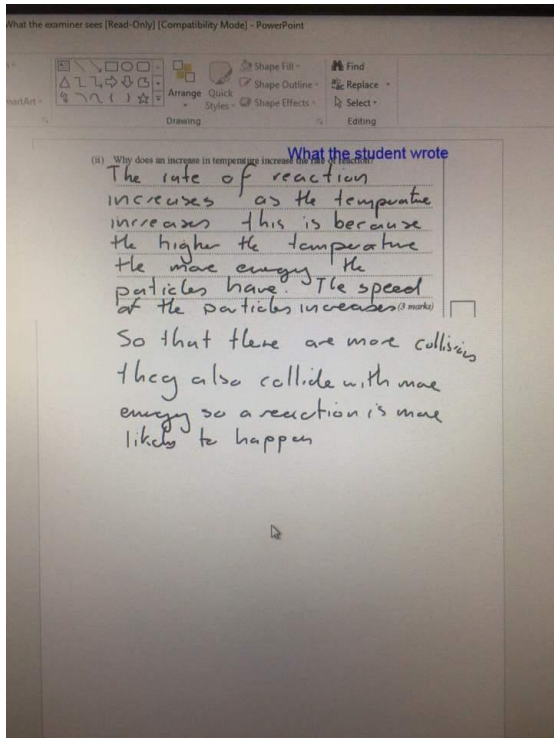 What the examiner sees [Read-Only] [Compatibility Mode] - PowerPoint
Shape Fill
Find
Shape Outline
Replace
SmartArt
Arrange
Quick
Styles
Shape Effects
Select
Drawing
Editing
What the student wrote
(ii) Why does an increase in temperature increase the rate of reaction?
The rate of reaction
increases as the temperature
increases this is because
the higher the temperature
the more energy the
particles have. The speed
of the particles increases (3 marks)
So that there are more collisions
they also collide with more
energy so a reaction is more
likely to happen